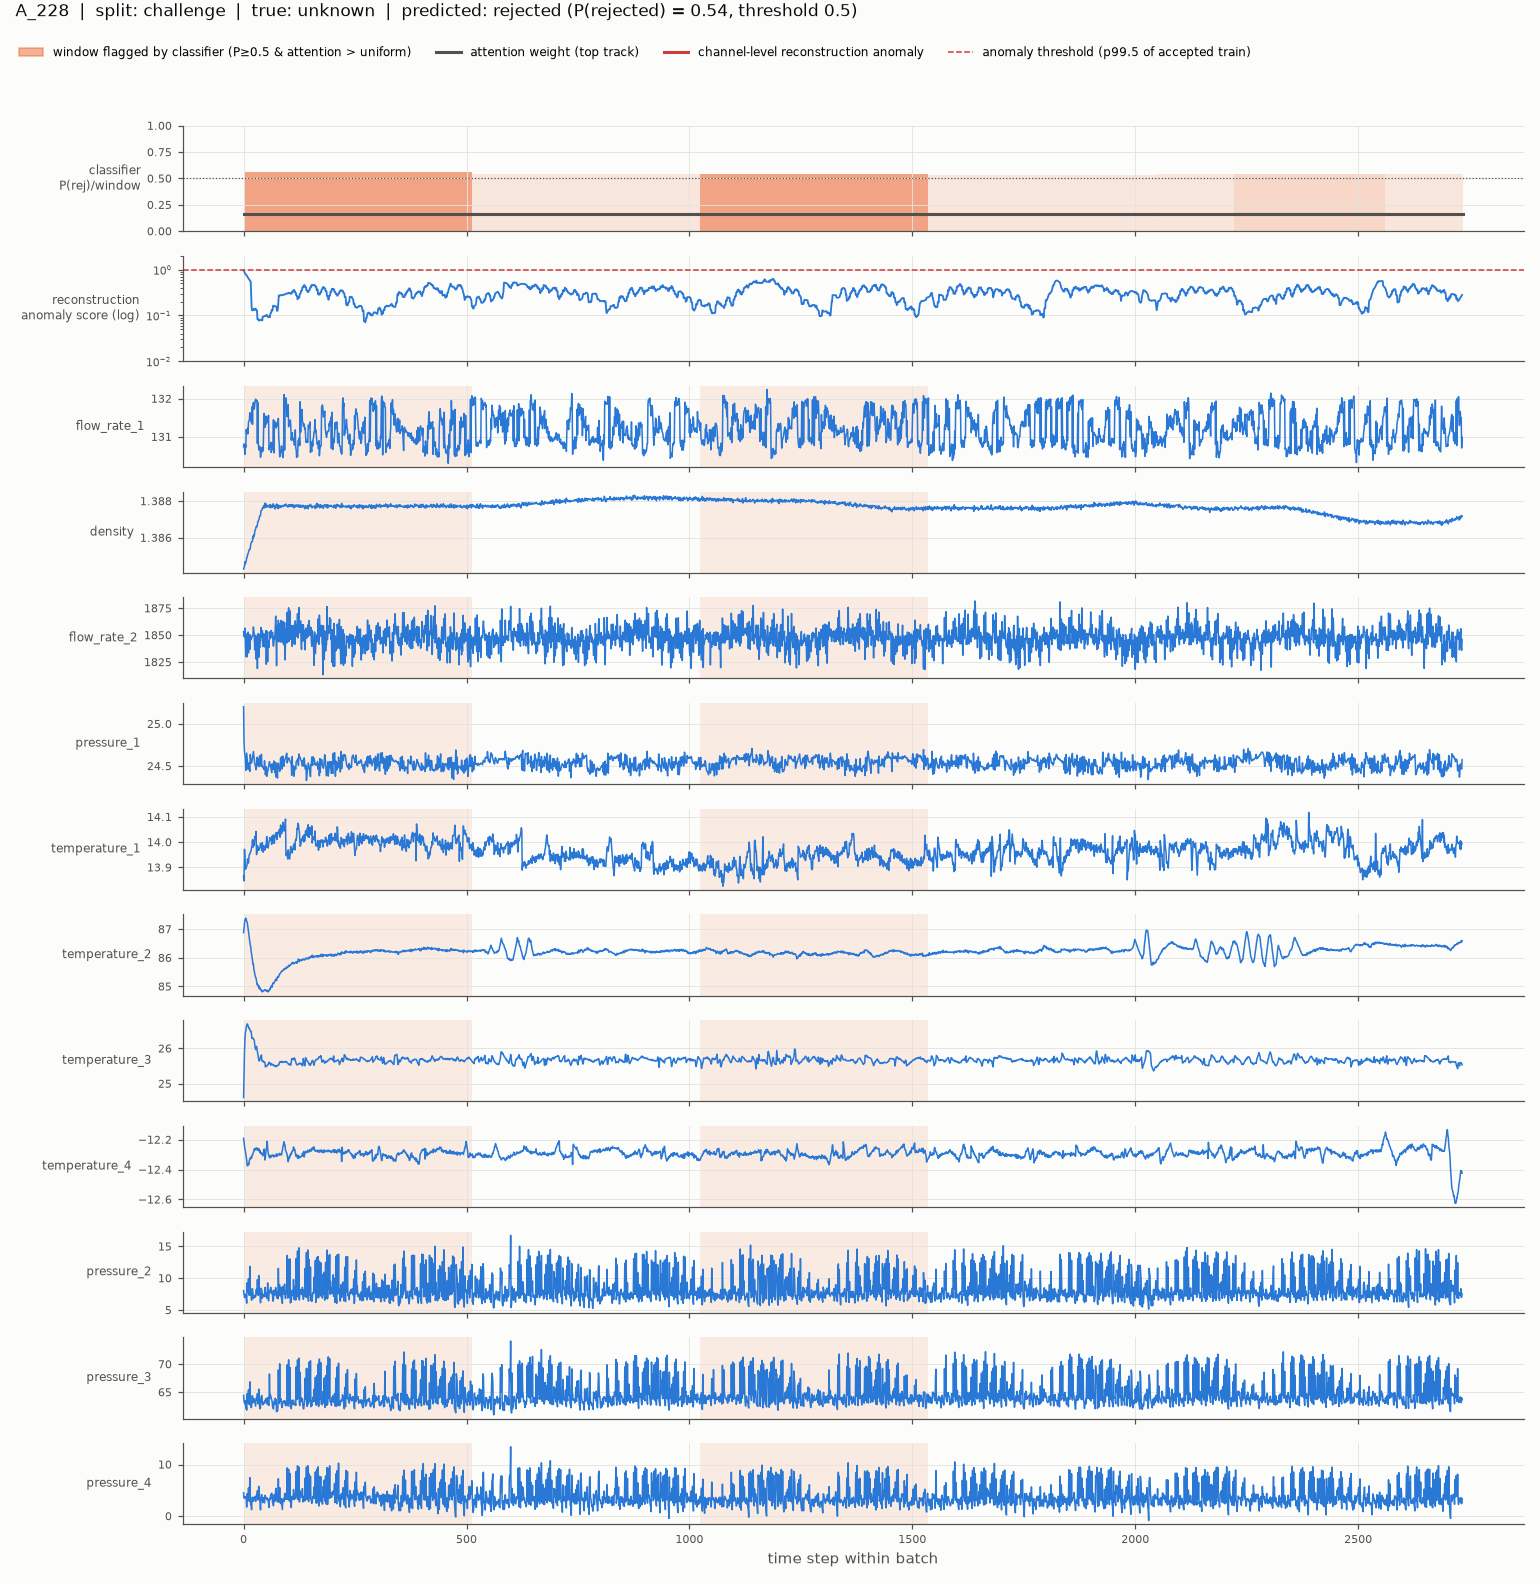 A_228 | split: challenge | true: unknown | predicted: rejected (P(rejected) = 0.54, threshold 0.5)
window flagged by classifier (P≥0.5 & attention > uniform)
attention weight (top track)
channel-level reconstruction anomaly
anomaly threshold (p99.5 of accepted train)
classifier
P(rej)/window
1.00
0.75
0.50
0.25
0.00
reconstruction
anomaly score (log)
10⁰
10⁻¹
10⁻²
flow_rate_1
132
131
density
1.388
1.386
flow_rate_2
1875
1850
1825
pressure_1
25.0
24.5
temperature_1
14.1
14.0
13.9
temperature_2
87
86
85
temperature_3
26
25
temperature_4
−12.2
−12.4
−12.6
pressure_2
15
10
5
pressure_3
70
65
pressure_4
10
0
0
500
1000
1500
2000
2500
time step within batch